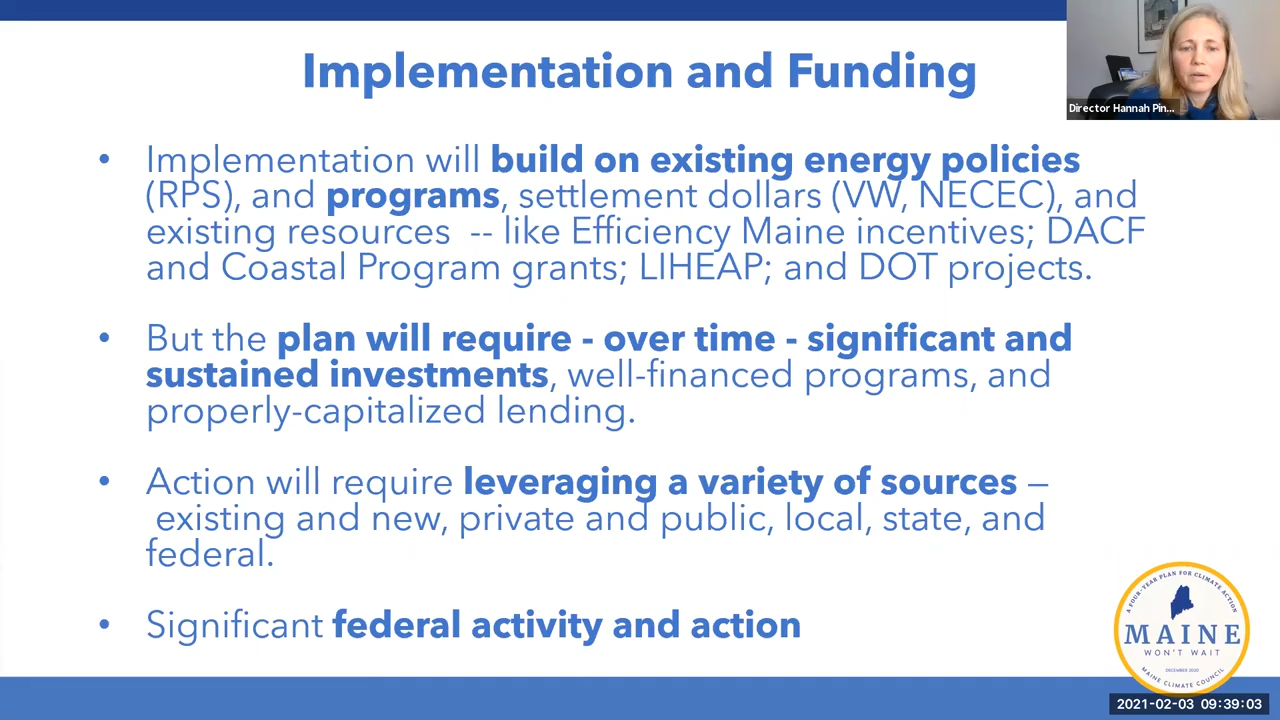 Implementation and Funding
Director Hannah Pin...
• Implementation will build on existing energy policies
(RPS), and programs, settlement dollars (VW, NECEC), and
existing resources -- like Efficiency Maine incentives; DACF
and Coastal Program grants; LIHEAP; and DOT projects.
• But the plan will require - over time - significant and
sustained investments, well-financed programs, and
properly-capitalized lending.
• Action will require leveraging a variety of sources –
existing and new, private and public, local, state, and
federal.
• Significant federal activity and action
A FOUR-YEAR PLAN FOR CLIMATE ACTION
MAINE
WON'T WAIT
DECEMBER 2020
MAINE CLIMATE COUNCIL
2021-02-03 09:39:03